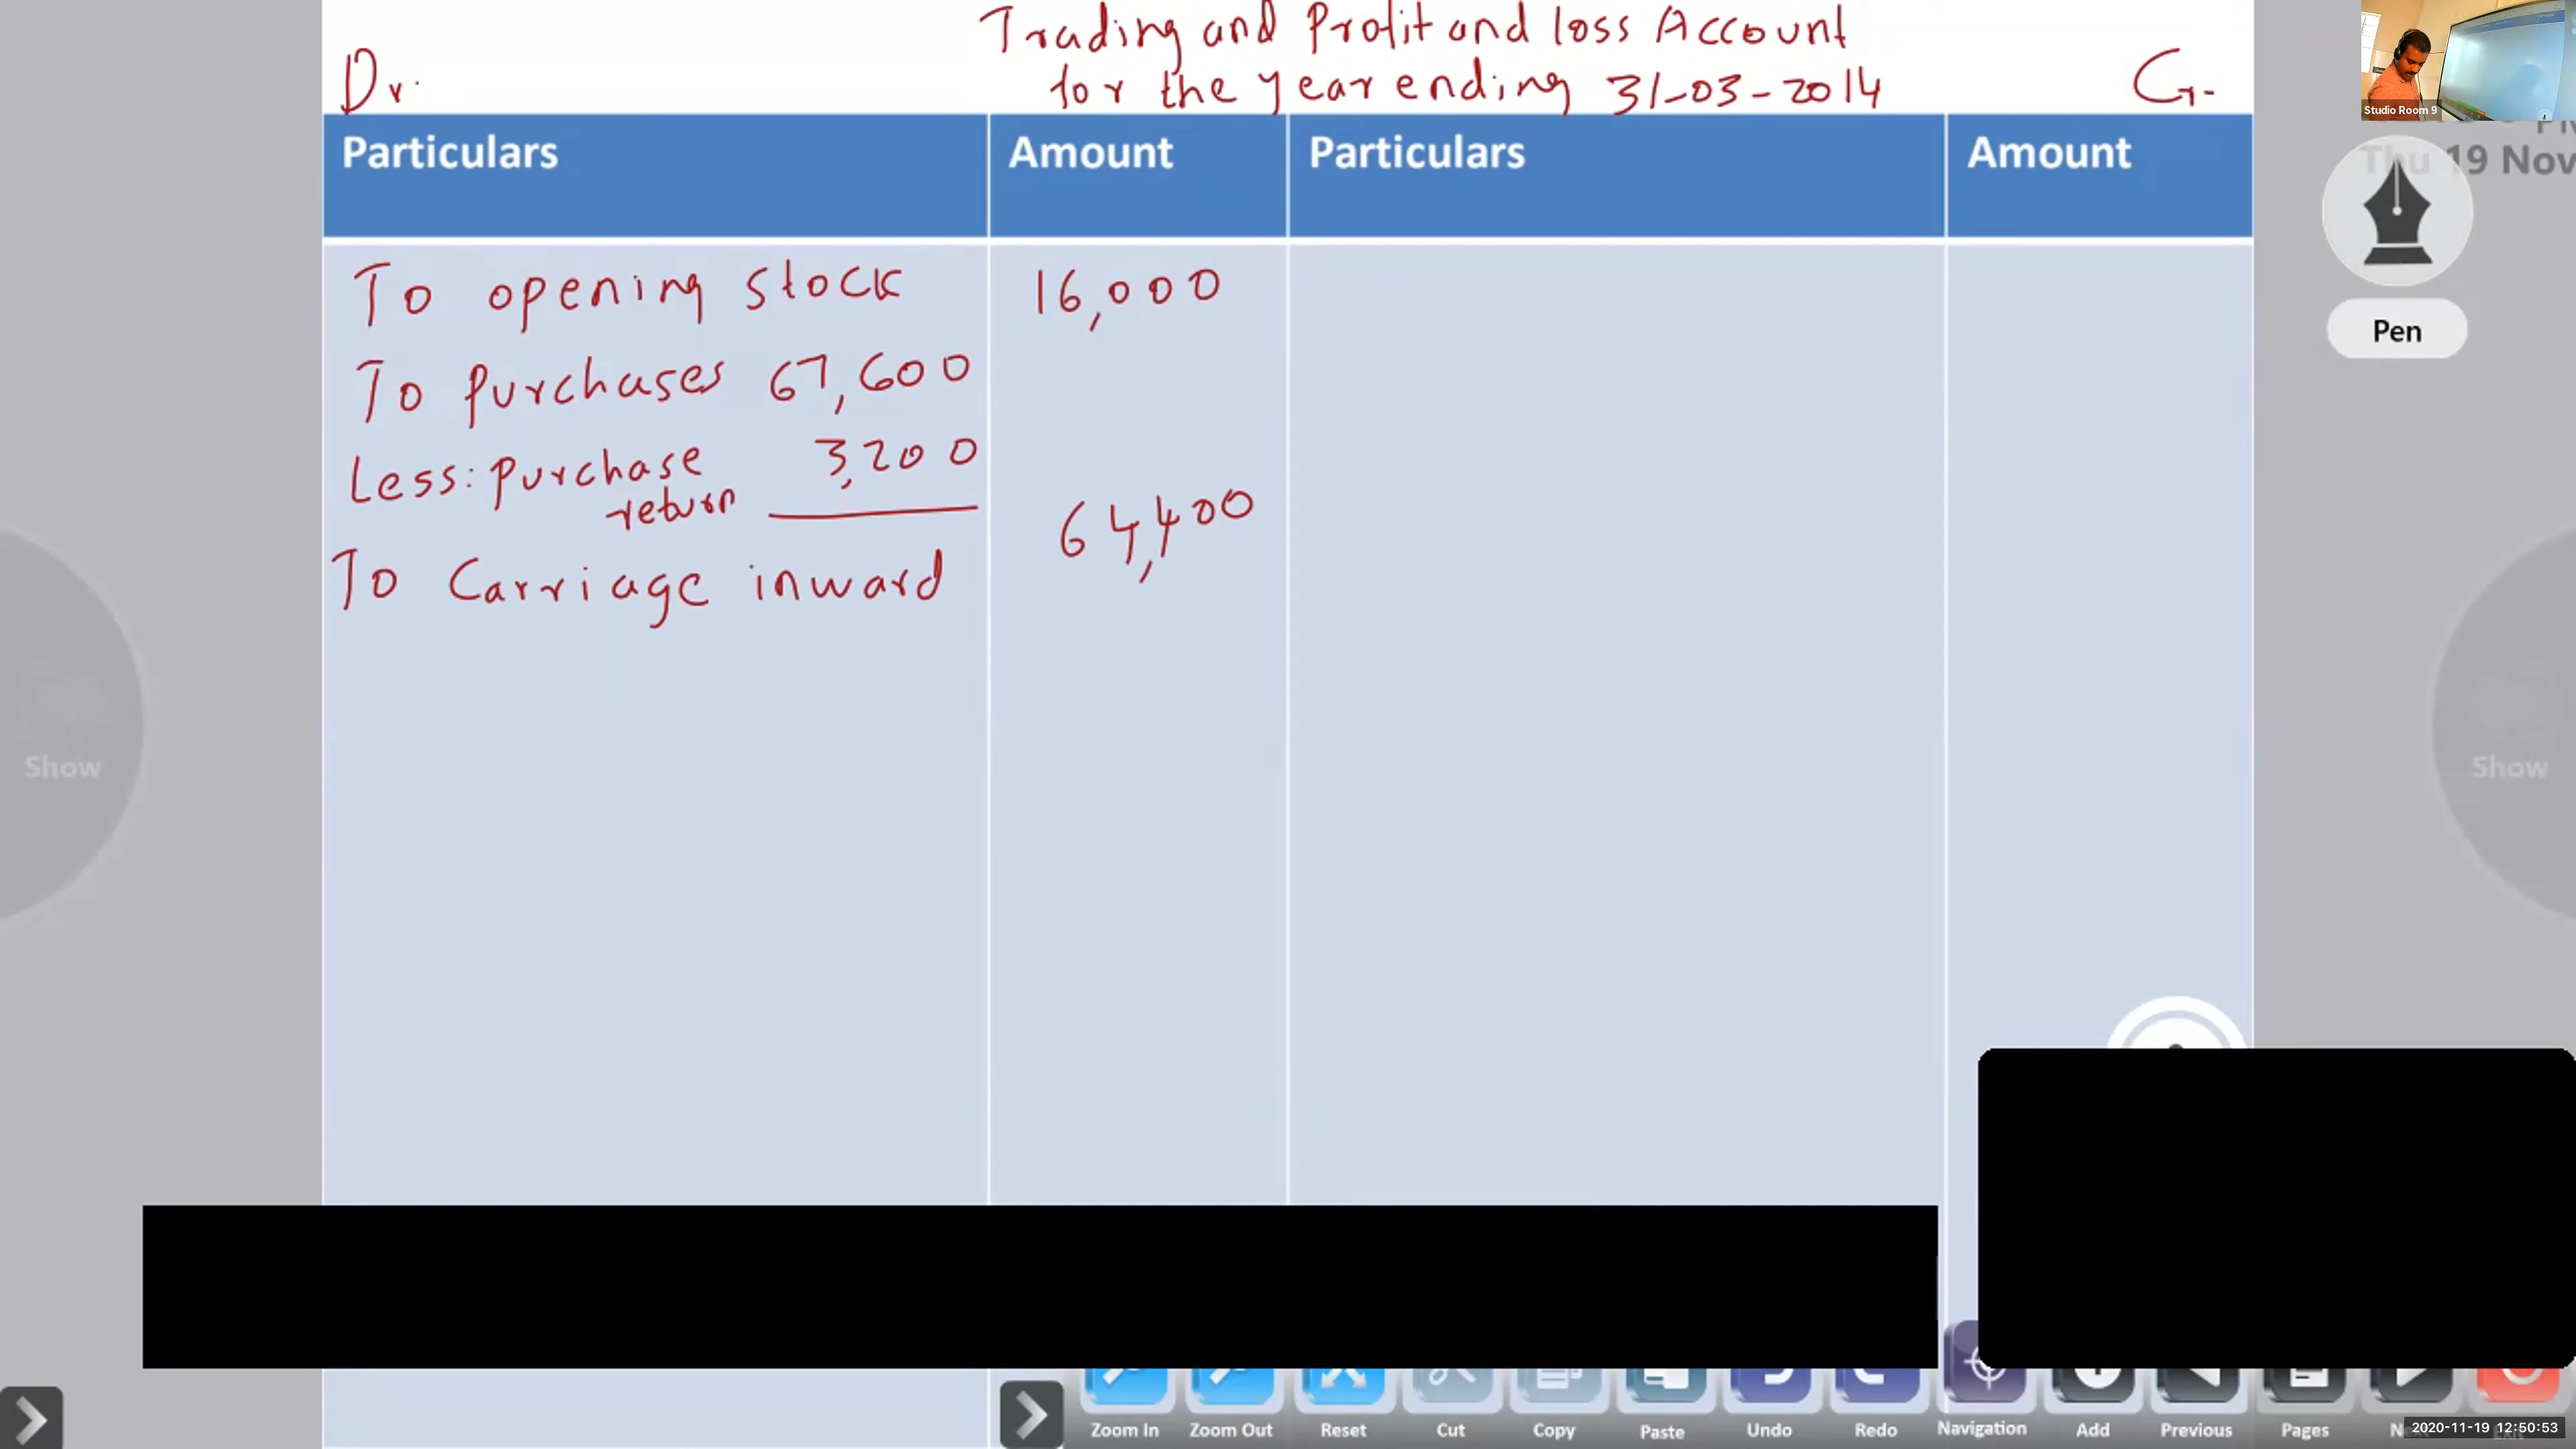 Trading and Profit and loss Account
for the year ending 31-03-2014
Dr. Cr.
Particulars Amount Particulars Amount
To opening stock 16,000
To Purchases 67,600
Less: purchase 3,200
return 64,400
To Carriage inward
Studio Room 9
Thu 19 Nov
Pen
Show
Show
Zoom In Zoom Out Reset Cut Copy Paste Undo Redo Navigation Add Previous Pages
2020-11-19 12:50:53